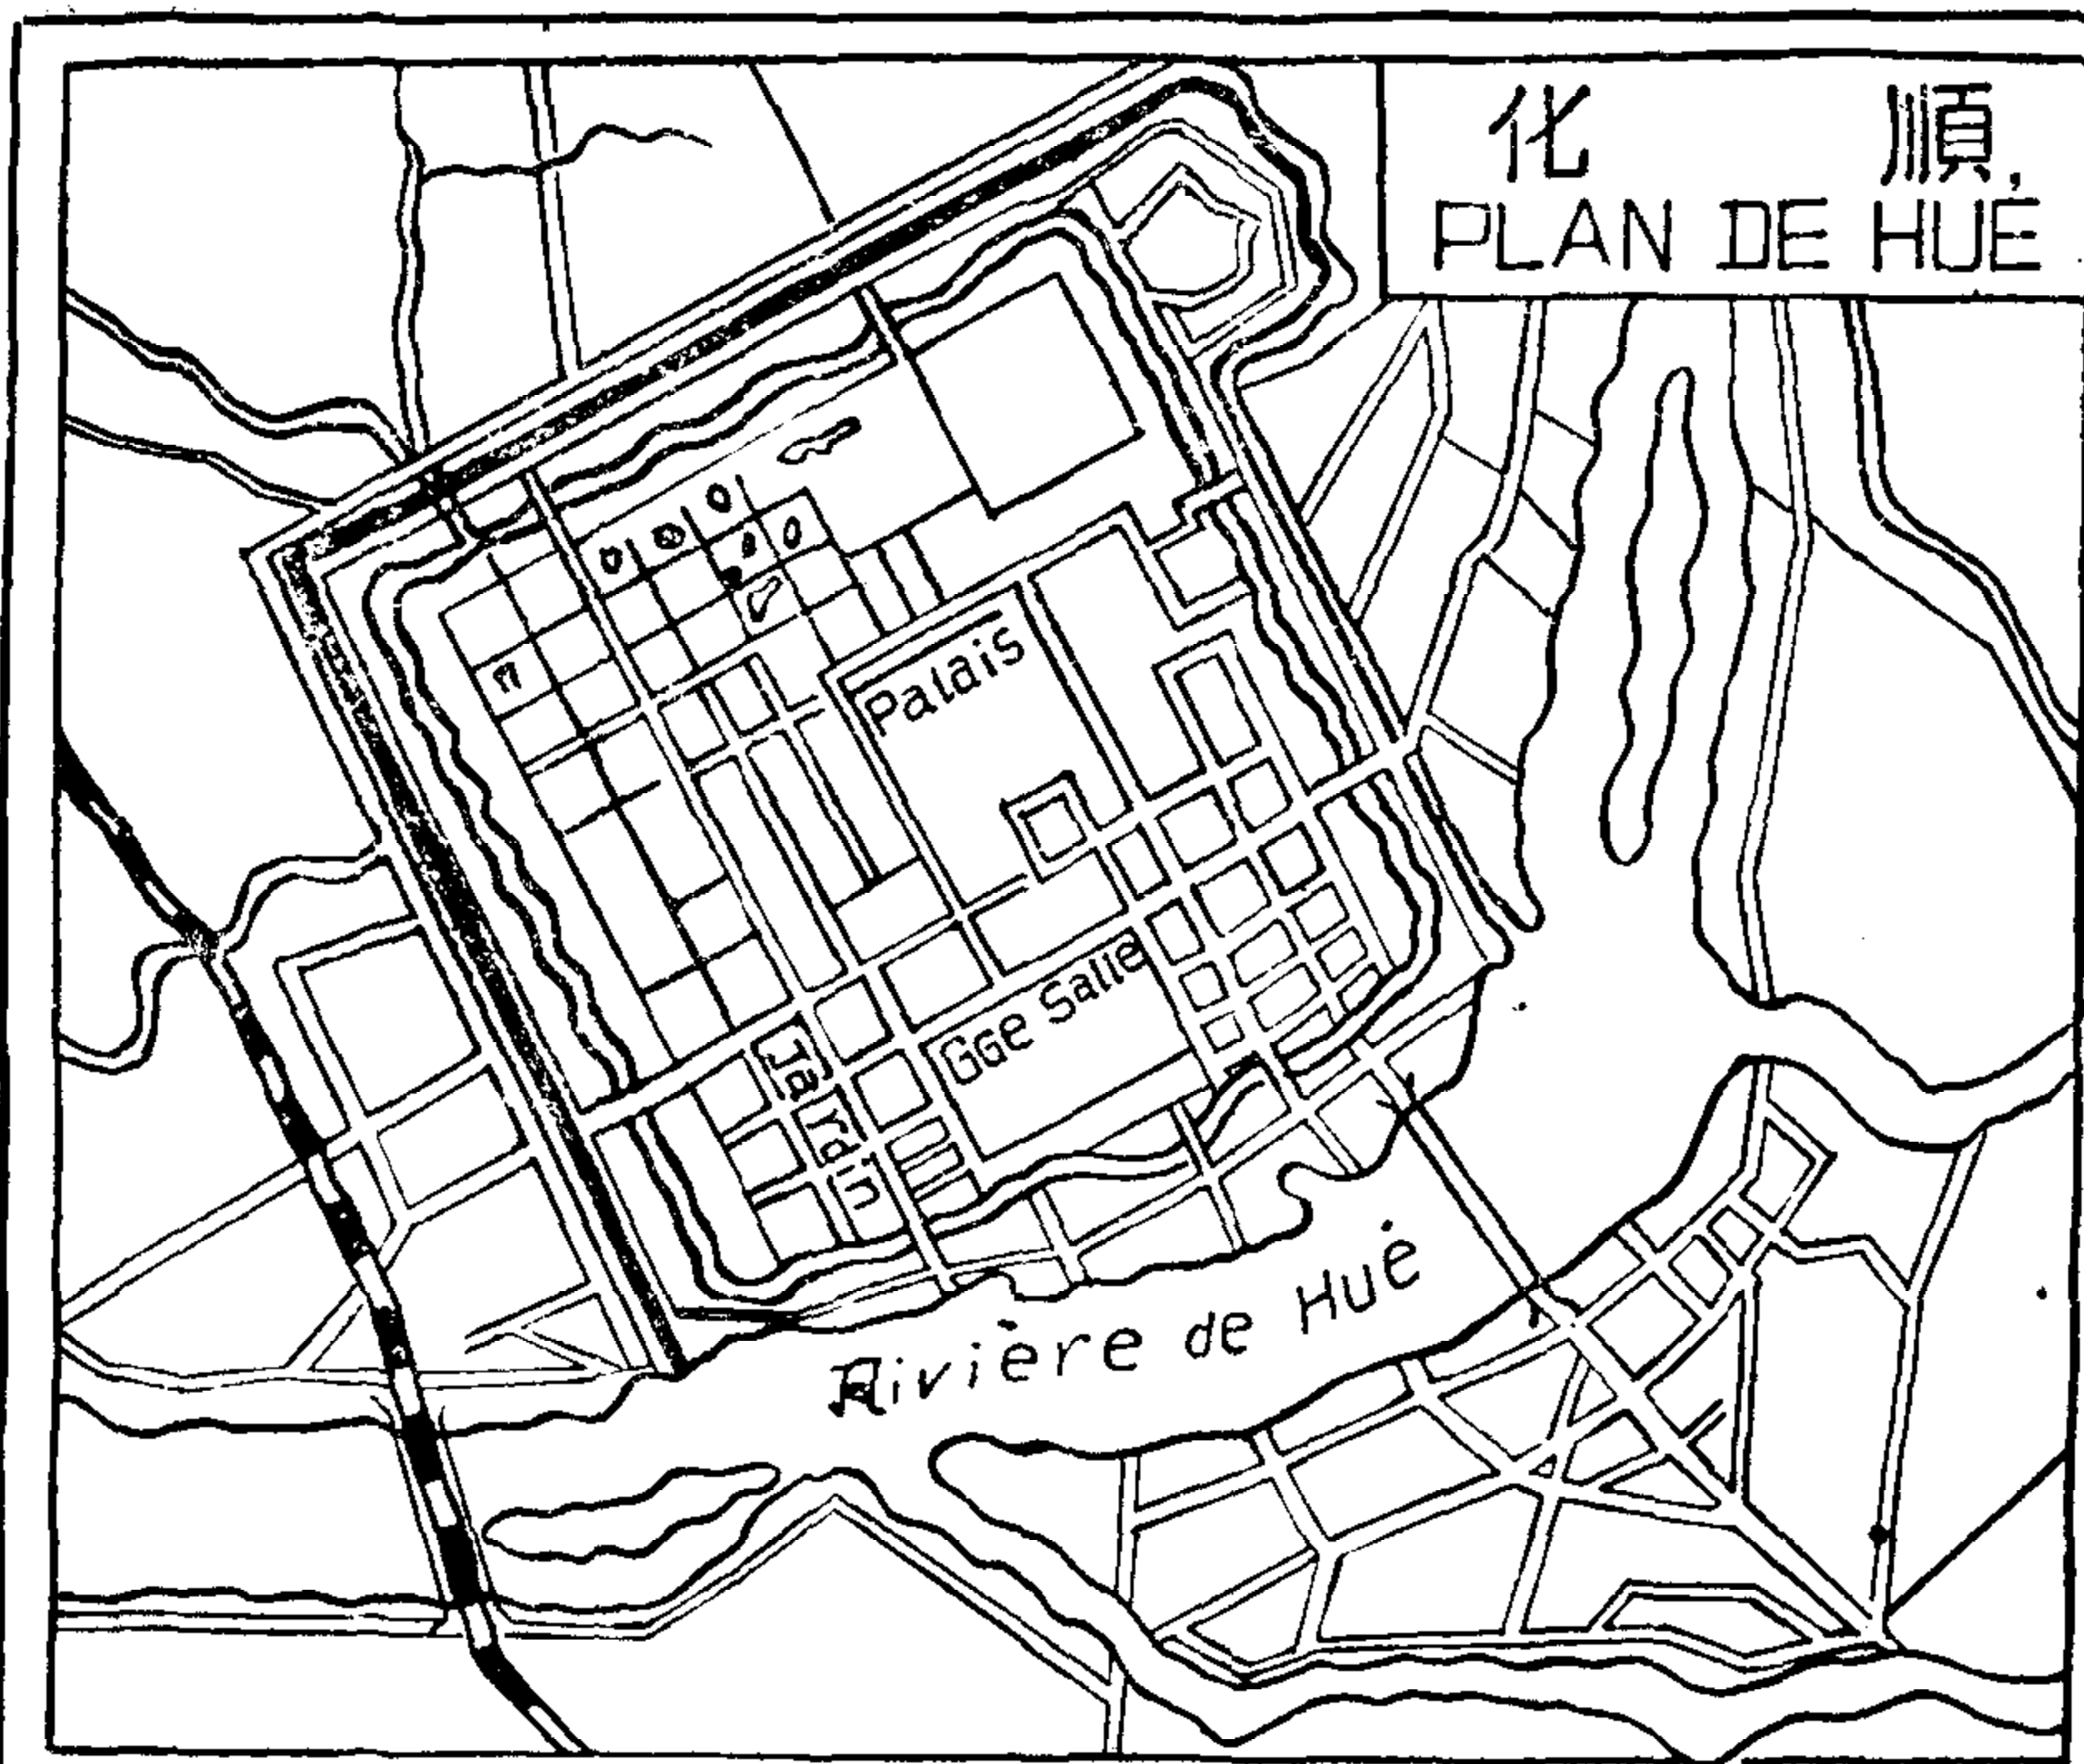 化 順,
PLAN DE HUÉ
Palais
Gde Salle
Jardin
Rivière de Hué